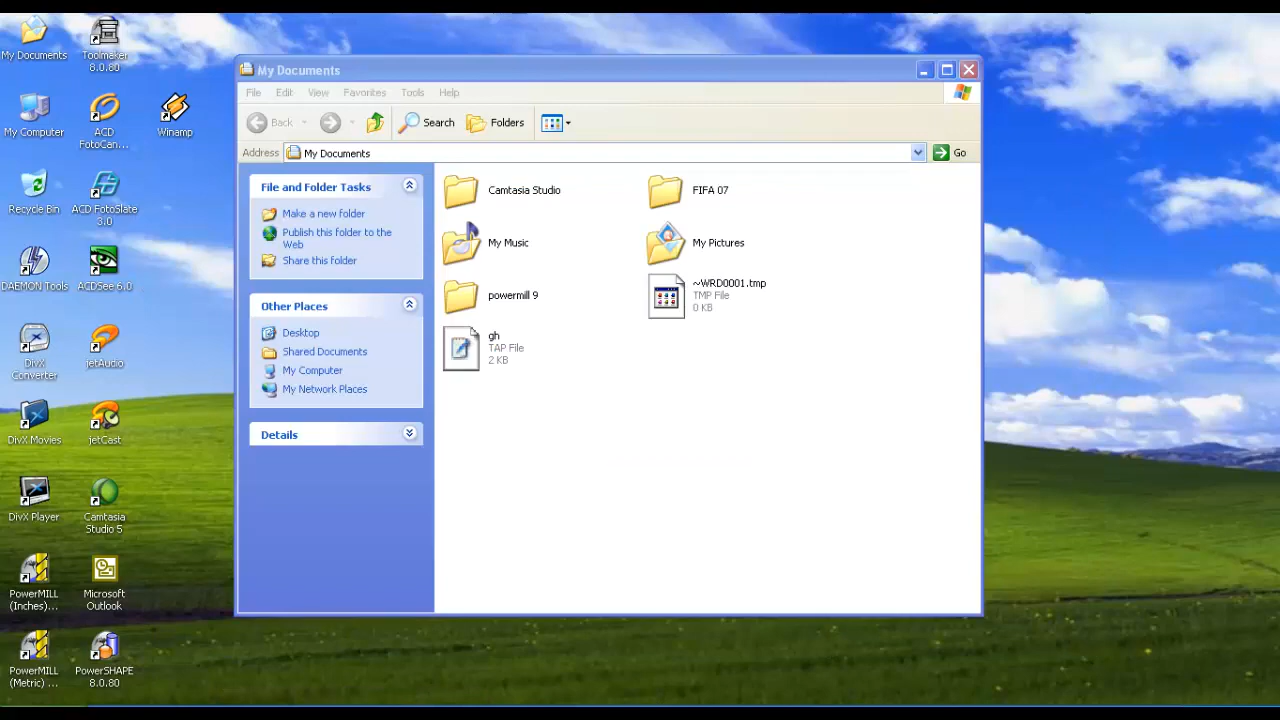 My Documents
Toolmaker
8.0.80
My Computer
ACD
FotoCan...
Winamp
Recycle Bin
ACD FotoSlate
3.0
DAEMON Tools
ACDSee 6.0
DivX
Converter
jetAudio
DivX Movies
jetCast
DivX Player
Camtasia
Studio 5
PowerMILL
(Inches)...
Microsoft
Outlook
PowerMILL
(Metric) ...
PowerSHAPE
8.0.80
My Documents
File Edit View Favorites Tools Help
Back Search Folders
Address My Documents Go
File and Folder Tasks
Make a new folder
Publish this folder to the
Web
Share this folder
Other Places
Desktop
Shared Documents
My Computer
My Network Places
Details
Camtasia Studio
FIFA 07
My Music
My Pictures
powermill 9
~WRD0001.tmp
TMP File
0 KB
gh
TAP File
2 KB